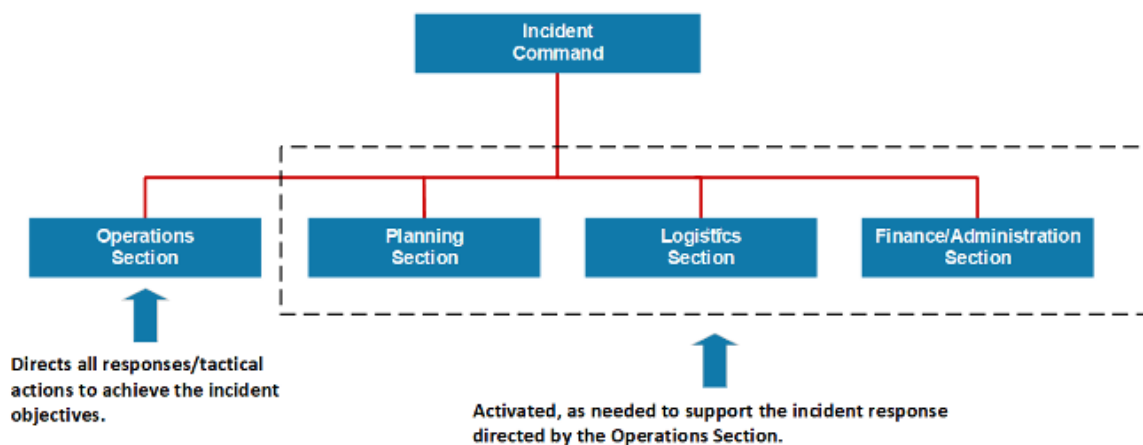 Incident
Command
Operations
Section
Planning
Section
Logistics
Section
Finance/Administration
Section
Directs all responses/tactical
actions to achieve the incident
objectives.
Activated, as needed to support the incident response
directed by the Operations Section.